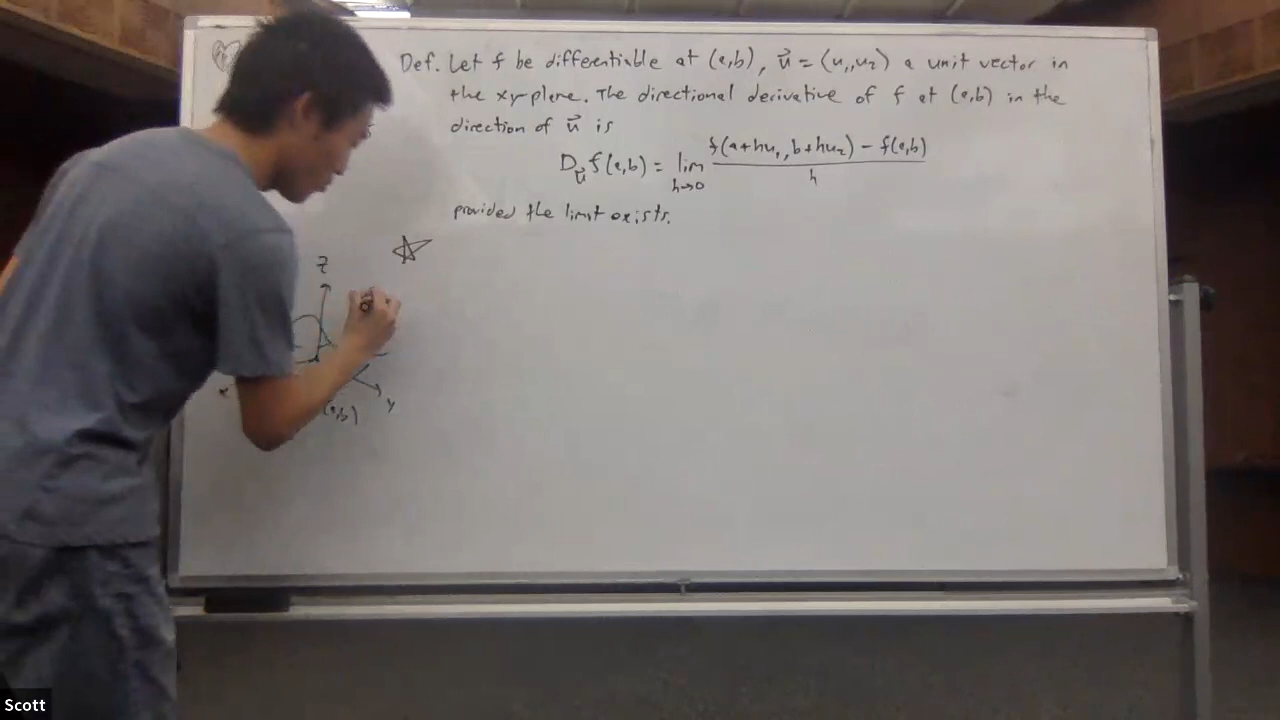 Def. Let f be differentiable at (a,b), u⃗ = ⟨u₁,u₂⟩ a unit vector in
the xy-plane. The directional derivative of f at (a,b) in the
direction of u⃗ is
D_u⃗ f(a,b) = lim_{h→0} (f(a+hu₁, b+hu₂) − f(a,b)) / h
provided the limit exists.
z
x
y
(a,b)
Scott